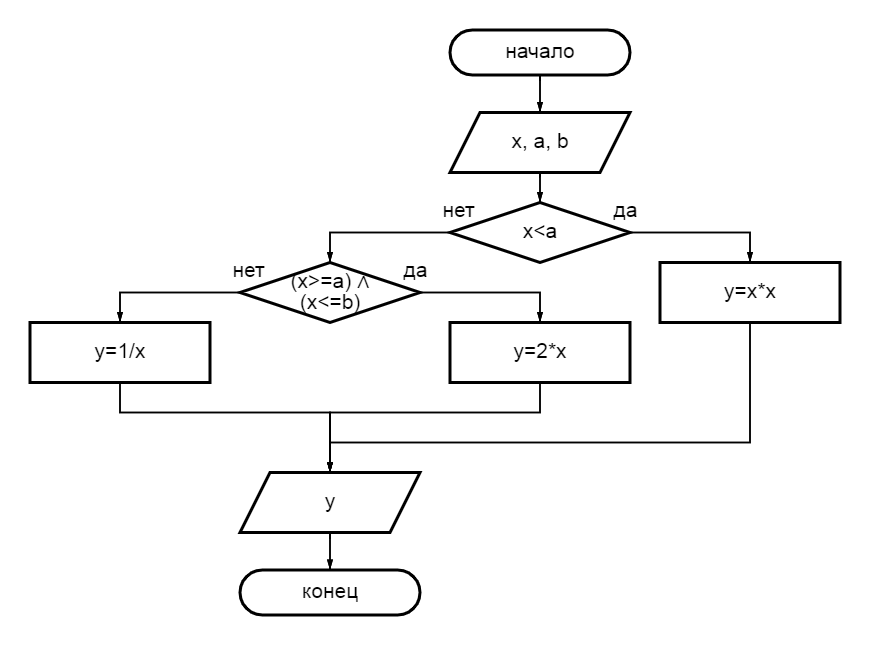 начало
x, a, b
нет
да
x<a
нет
да
(x>=a) ∧
(x<=b)
y=x*x
y=1/x
y=2*x
y
конец